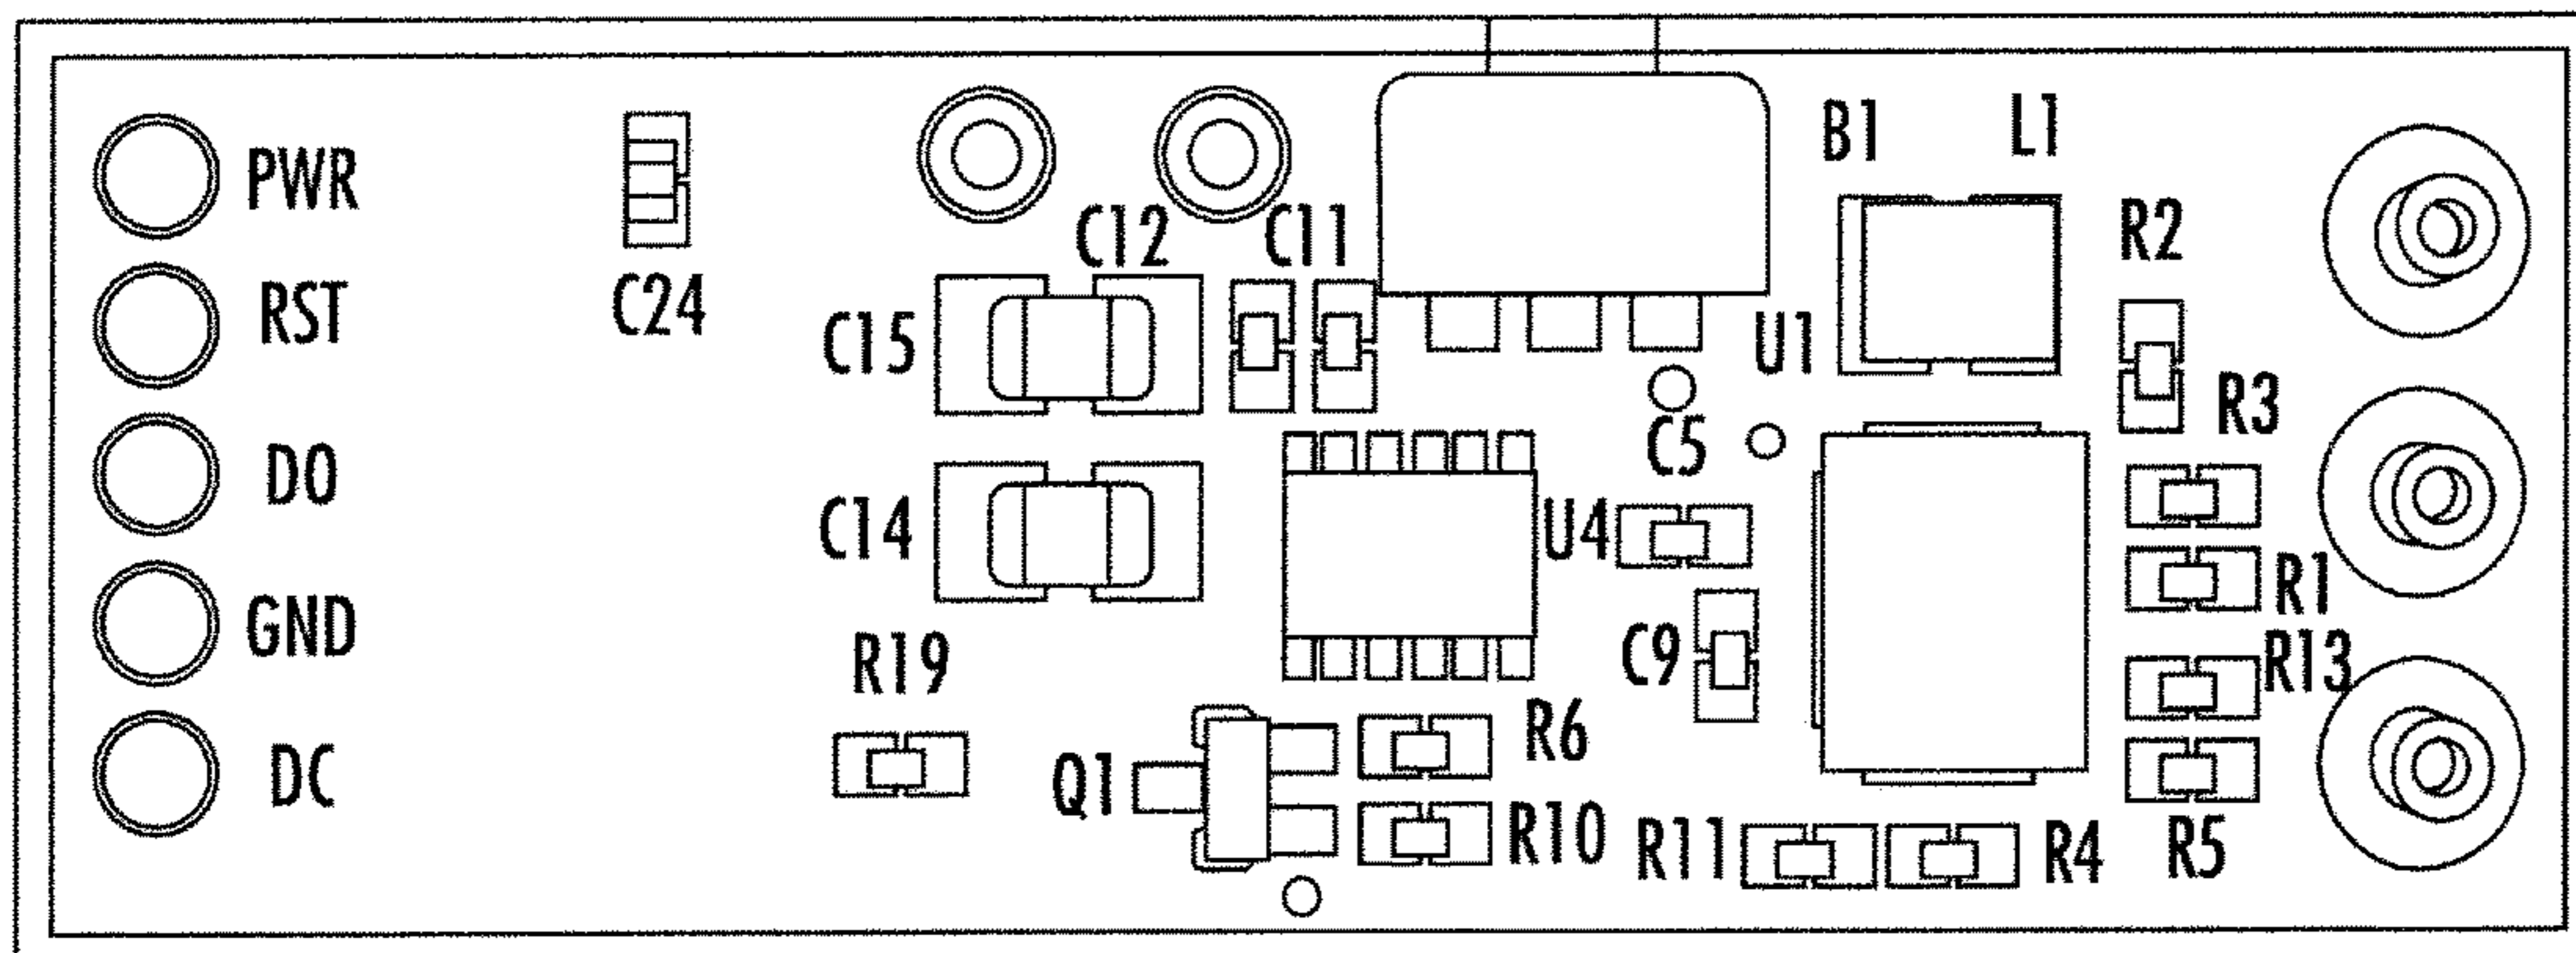 PWR
RST
DO
GND
DC
C24
C12
C11
C15
C14
R19
Q1
B1
L1
U1
R2
R3
C5
U4
C9
R1
R13
R6
R10
R11
R4
R5